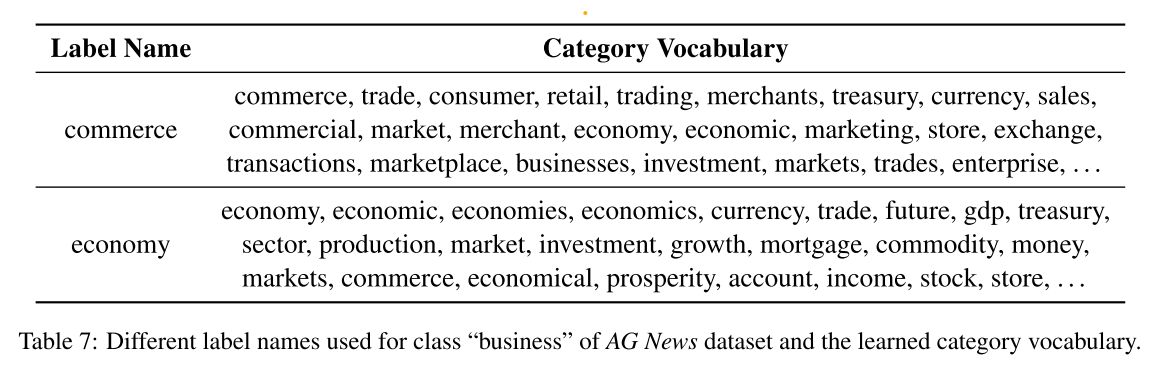 Label Name Category Vocabulary
commerce, trade, consumer, retail, trading, merchants, treasury, currency, sales,
commerce commercial, market, merchant, economy, economic, marketing, store, exchange,
transactions, marketplace, businesses, investment, markets, trades, enterprise, . . .
economy, economic, economies, economics, currency, trade, future, gdp, treasury,
economy sector, production, market, investment, growth, mortgage, commodity, money,
markets, commerce, economical, prosperity, account, income, stock, store, . . .
Table 7: Different label names used for class “business” of AG News dataset and the learned category vocabulary.